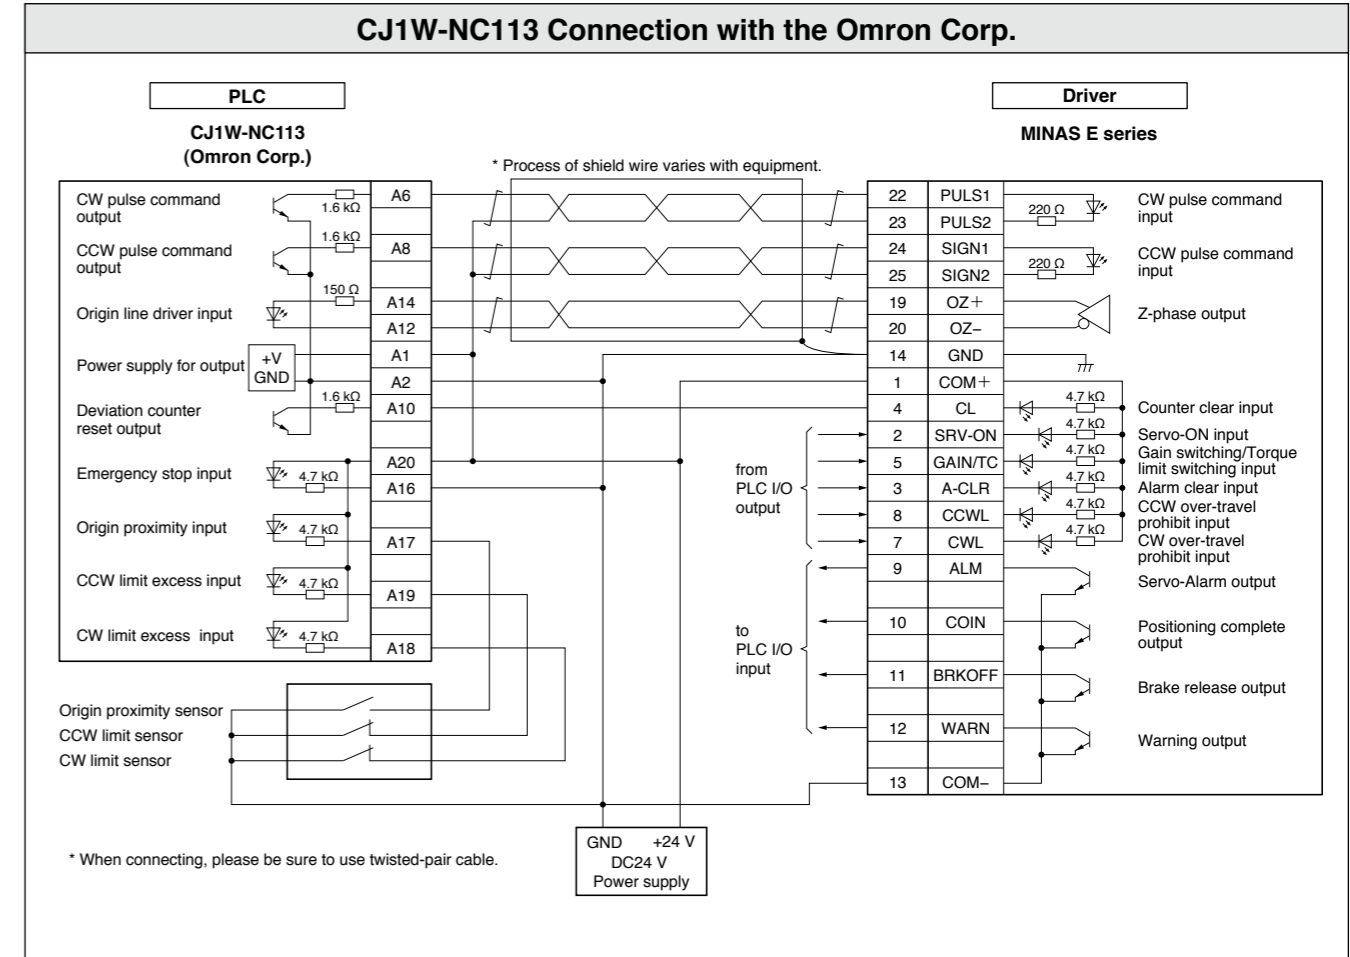 CJ1W-NC113 Connection with the Omron Corp.
PLC
CJ1W-NC113
(Omron Corp.)
Driver
MINAS E series
* Process of shield wire varies with equipment.
CW pulse command
output
1.6 kΩ
A6
CCW pulse command
output
1.6 kΩ
A8
Origin line driver input
150 Ω
A14
A12
Power supply for output
+V
GND
A1
A2
Deviation counter
reset output
1.6 kΩ
A10
Emergency stop input
4.7 kΩ
A20
A16
Origin proximity input
4.7 kΩ
A17
CCW limit excess input
4.7 kΩ
A19
CW limit excess input
4.7 kΩ
A18
Origin proximity sensor
CCW limit sensor
CW limit sensor
from
PLC I/O
output
to
PLC I/O
input
22 PULS1
23 PULS2
220 Ω
CW pulse command
input
24 SIGN1
25 SIGN2
220 Ω
CCW pulse command
input
19 OZ+
20 OZ−
Z-phase output
14 GND
1 COM+
4 CL
4.7 kΩ
Counter clear input
2 SRV-ON
4.7 kΩ
Servo-ON input
5 GAIN/TC
4.7 kΩ
Gain switching/Torque
limit switching input
3 A-CLR
4.7 kΩ
Alarm clear input
8 CCWL
4.7 kΩ
CCW over-travel
prohibit input
7 CWL
4.7 kΩ
CW over-travel
prohibit input
9 ALM
Servo-Alarm output
10 COIN
Positioning complete
output
11 BRKOFF
Brake release output
12 WARN
Warning output
13 COM−
GND +24 V
DC24 V
Power supply
* When connecting, please be sure to use twisted-pair cable.